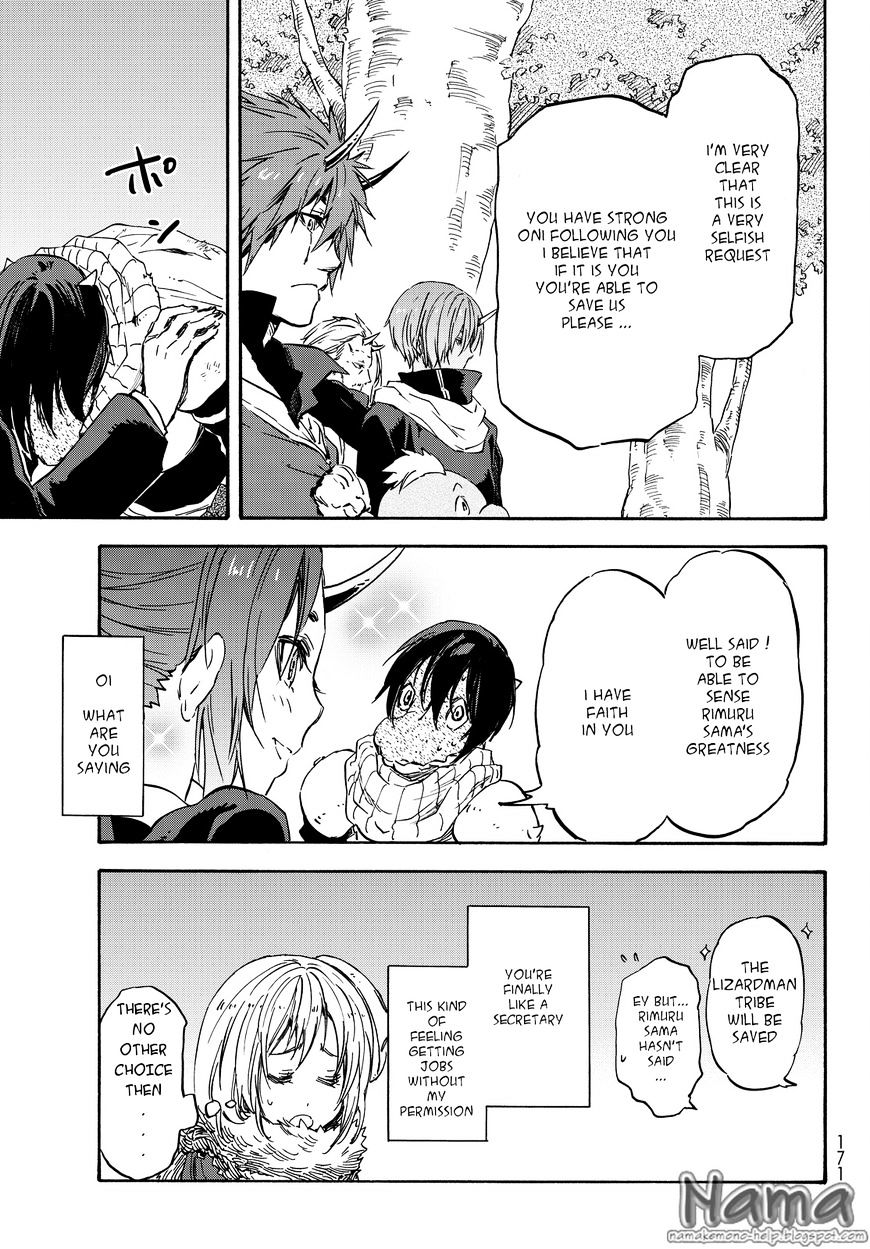 I'M VERY
CLEAR
THAT
THIS IS
A VERY
SELFISH
REQUEST
YOU HAVE STRONG
ONI FOLLOWING YOU
I BELIEVE THAT
IF IT IS YOU
YOU'RE ABLE TO
SAVE US
PLEASE ...
ポン
WELL SAID !
TO BE
ABLE TO
SENSE
RIMURU
SAMA'S
GREATNESS
I HAVE
FAITH
IN YOU
OI
WHAT
ARE
YOU
SAYING
THE
LIZARDMAN
TRIBE
WILL BE
SAVED
EY BUT...
RIMURU
SAMA
HASN'T
SAID
...
YOU'RE
FINALLY
LIKE A
SECRETARY
THIS KIND
OF
FEELING
GETTING
JOBS
WITHOUT
MY
PERMISSION
THERE'S
NO
OTHER
CHOICE
THEN
....
171
Nama
namakemono-help.blogspot.com